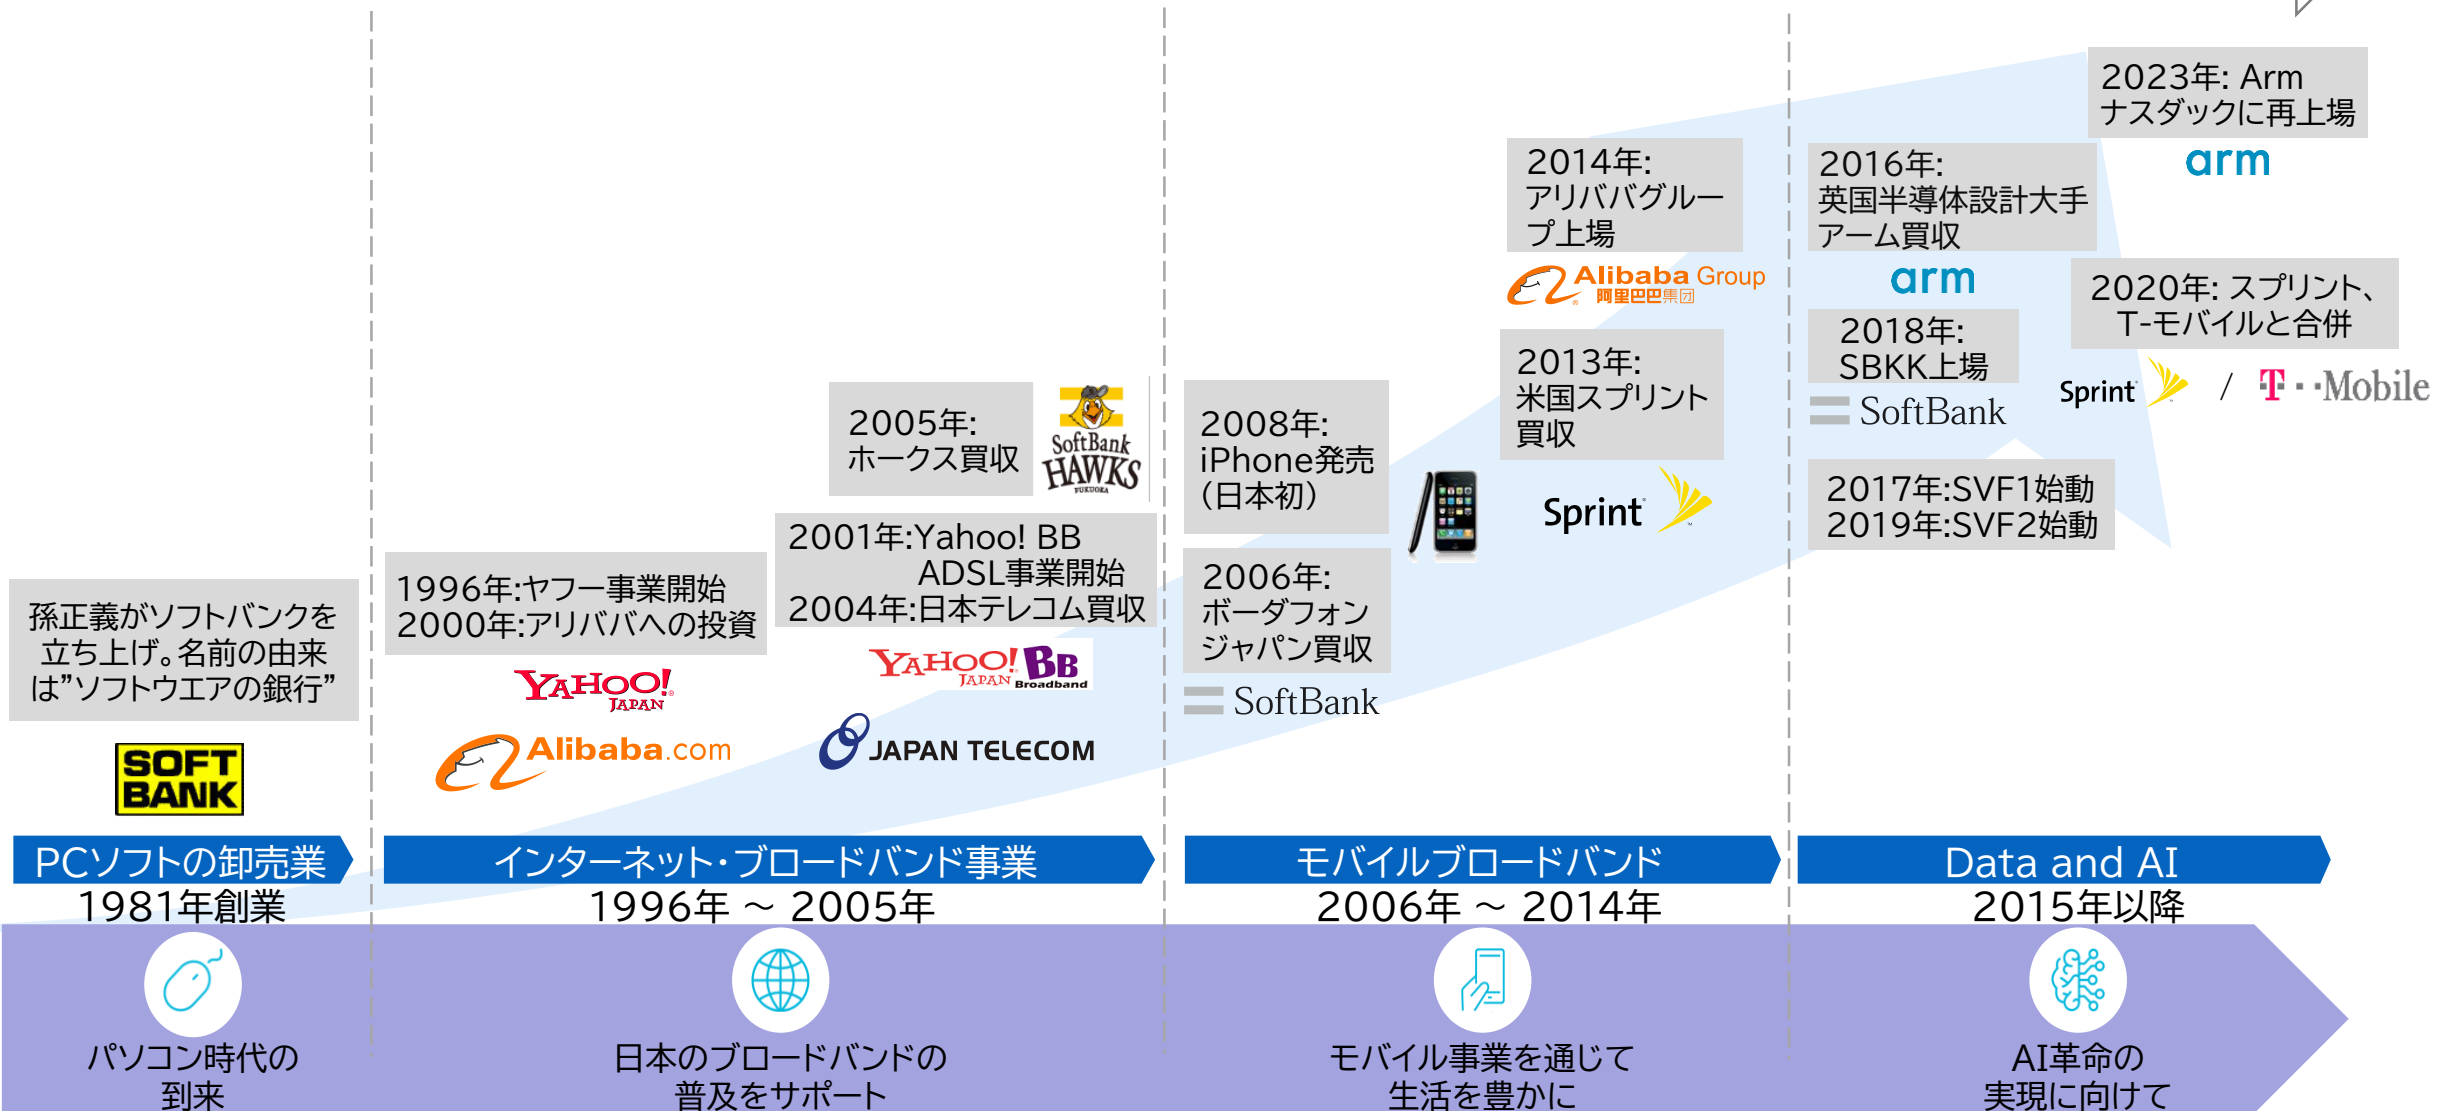 孫正義がソフトバンクを
立ち上げ。名前の由来
は"ソフトウエアの銀行"
SOFT
BANK
PCソフトの卸売業
1981年創業
パソコン時代の
到来
1996年:ヤフー事業開始
2000年:アリババへの投資
YAHOO!
JAPAN
Alibaba.com
2005年:
ホークス買収
SoftBank
HAWKS
FUKUOKA
2001年:Yahoo! BB
ADSL事業開始
2004年:日本テレコム買収
YAHOO! BB
JAPAN Broadband
JAPAN TELECOM
インターネット・ブロードバンド事業
1996年 ～ 2005年
日本のブロードバンドの
普及をサポート
2008年:
iPhone発売
（日本初）
2006年:
ボーダフォン
ジャパン買収
SoftBank
2014年:
アリババグルー
プ上場
Alibaba Group
阿里巴巴集团
2013年:
米国スプリント
買収
Sprint
モバイルブロードバンド
2006年 ～ 2014年
モバイル事業を通じて
生活を豊かに
2023年: Arm
ナスダックに再上場
arm
2016年:
英国半導体設計大手
アーム買収
arm
2020年: スプリント、
T-モバイルと合併
Sprint / T··Mobile
2018年:
SBKK上場
SoftBank
2017年:SVF1始動
2019年:SVF2始動
Data and AI
2015年以降
AI革命の
実現に向けて